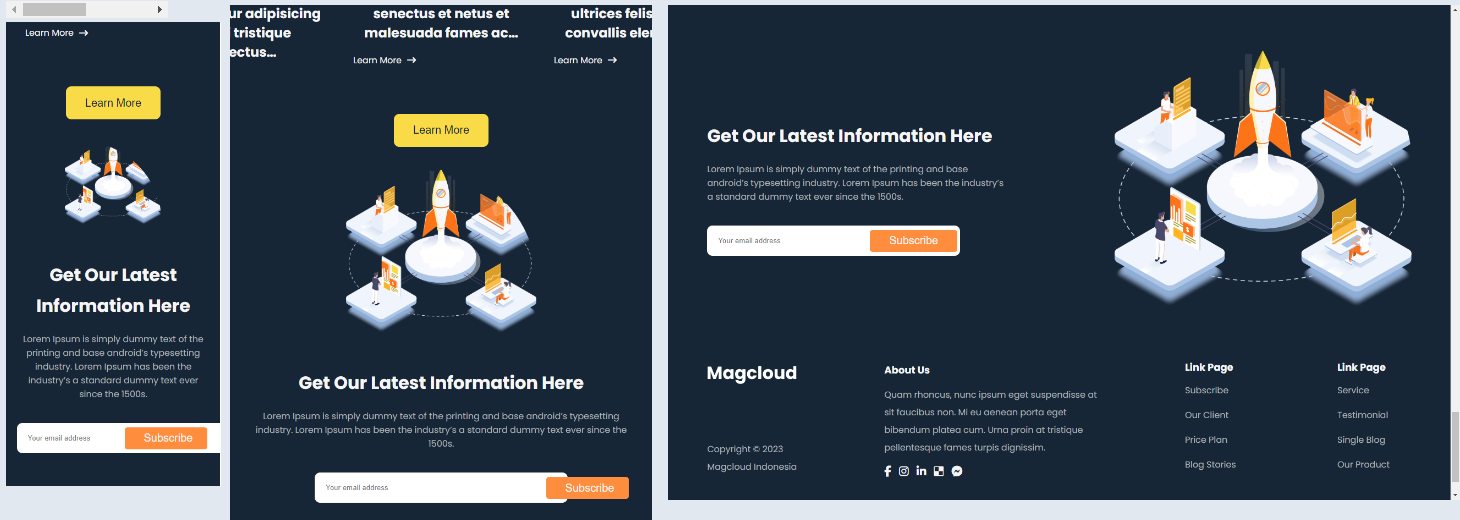 Learn More
Learn More
Get Our Latest
Information Here
Lorem Ipsum is simply dummy text of the
printing and base android's typesetting
industry. Lorem Ipsum has been the
industry's a standard dummy text ever
since the 1500s.
Your email address
Subscribe
ur adipisicing
tristique
ectus...
senectus et netus et
malesuada fames ac...
Learn More
ultrices felis
convallis ele
Learn More
Learn More
Get Our Latest Information Here
Lorem Ipsum is simply dummy text of the printing and base android's typesetting
industry. Lorem Ipsum has been the industry's a standard dummy text ever since the
1500s.
Your email address
Subscribe
Get Our Latest Information Here
Lorem Ipsum is simply dummy text of the printing and base
android's typesetting industry. Lorem Ipsum has been the industry's
a standard dummy text ever since the 1500s.
Your email address
Subscribe
Magcloud
Copyright © 2023
Magcloud Indonesia
About Us
Quam rhoncus, nunc ipsum eget suspendisse at
sit faucibus non. Mi eu aenean porta eget
bibendum platea cum. Urna proin at tristique
pellentesque fames turpis dignissim.
Link Page
Subscribe
Our Client
Price Plan
Blog Stories
Link Page
Service
Testimonial
Single Blog
Our Product